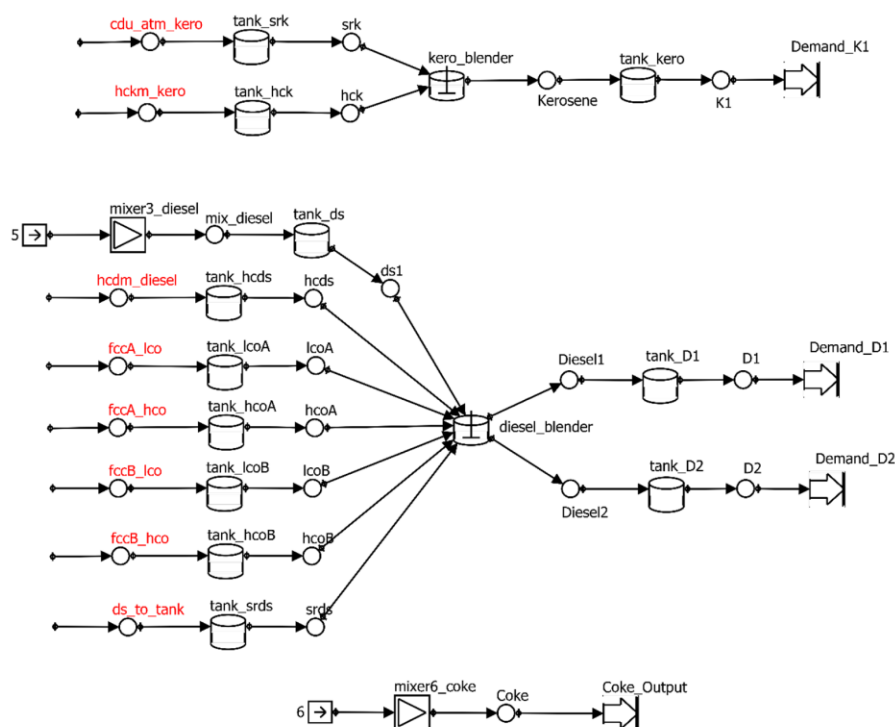 cdu_atm_kero
tank_srk
srk
kero_blender
tank_kero
Demand_K1
hckm_kero
tank_hck
hck
Kerosene
K1
5
mixer3_diesel
mix_diesel
tank_ds
ds1
hcdm_diesel
tank_hcds
hcds
fccA_lco
tank_lcoA
lcoA
Diesel1
tank_D1
D1
Demand_D1
fccA_hco
tank_hcoA
hcoA
diesel_blender
fccB_lco
tank_lcoB
lcoB
Diesel2
tank_D2
D2
Demand_D2
fccB_hco
tank_hcoB
hcoB
ds_to_tank
tank_srds
srds
6
mixer6_coke
Coke
Coke_Output